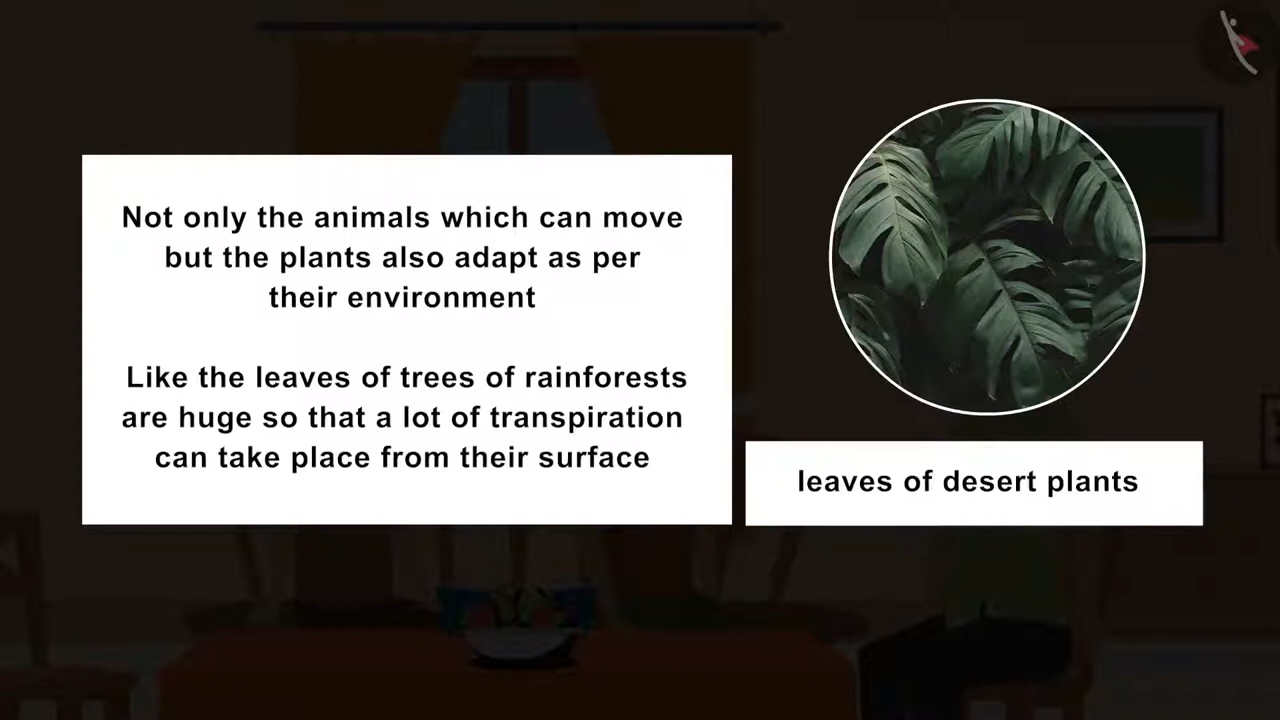 Not only the animals which can move
but the plants also adapt as per
their environment
Like the leaves of trees of rainforests
are huge so that a lot of transpiration
can take place from their surface
leaves of desert plants